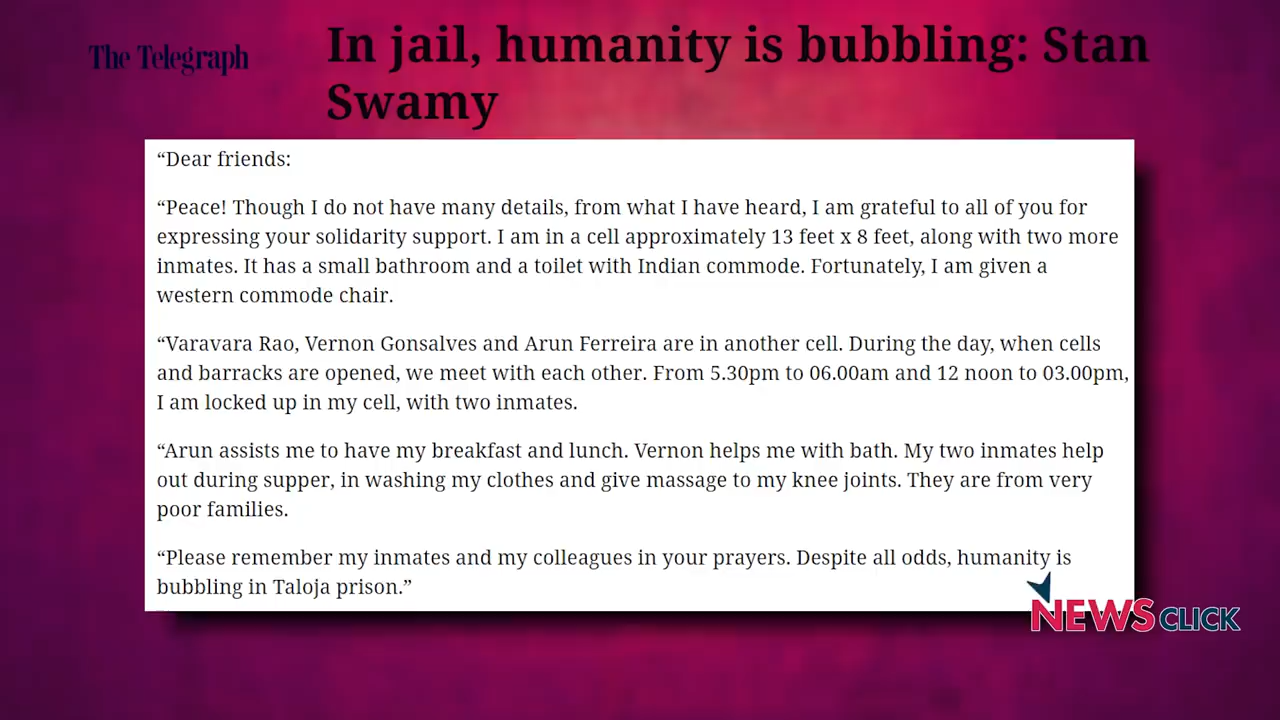 The Telegraph
In jail, humanity is bubbling: Stan
Swamy
“Dear friends:
“Peace! Though I do not have many details, from what I have heard, I am grateful to all of you for
expressing your solidarity support. I am in a cell approximately 13 feet x 8 feet, along with two more
inmates. It has a small bathroom and a toilet with Indian commode. Fortunately, I am given a
western commode chair.
“Varavara Rao, Vernon Gonsalves and Arun Ferreira are in another cell. During the day, when cells
and barracks are opened, we meet with each other. From 5.30pm to 06.00am and 12 noon to 03.00pm,
I am locked up in my cell, with two inmates.
“Arun assists me to have my breakfast and lunch. Vernon helps me with bath. My two inmates help
out during supper, in washing my clothes and give massage to my knee joints. They are from very
poor families.
“Please remember my inmates and my colleagues in your prayers. Despite all odds, humanity is
bubbling in Taloja prison.”
NEWSCLICK